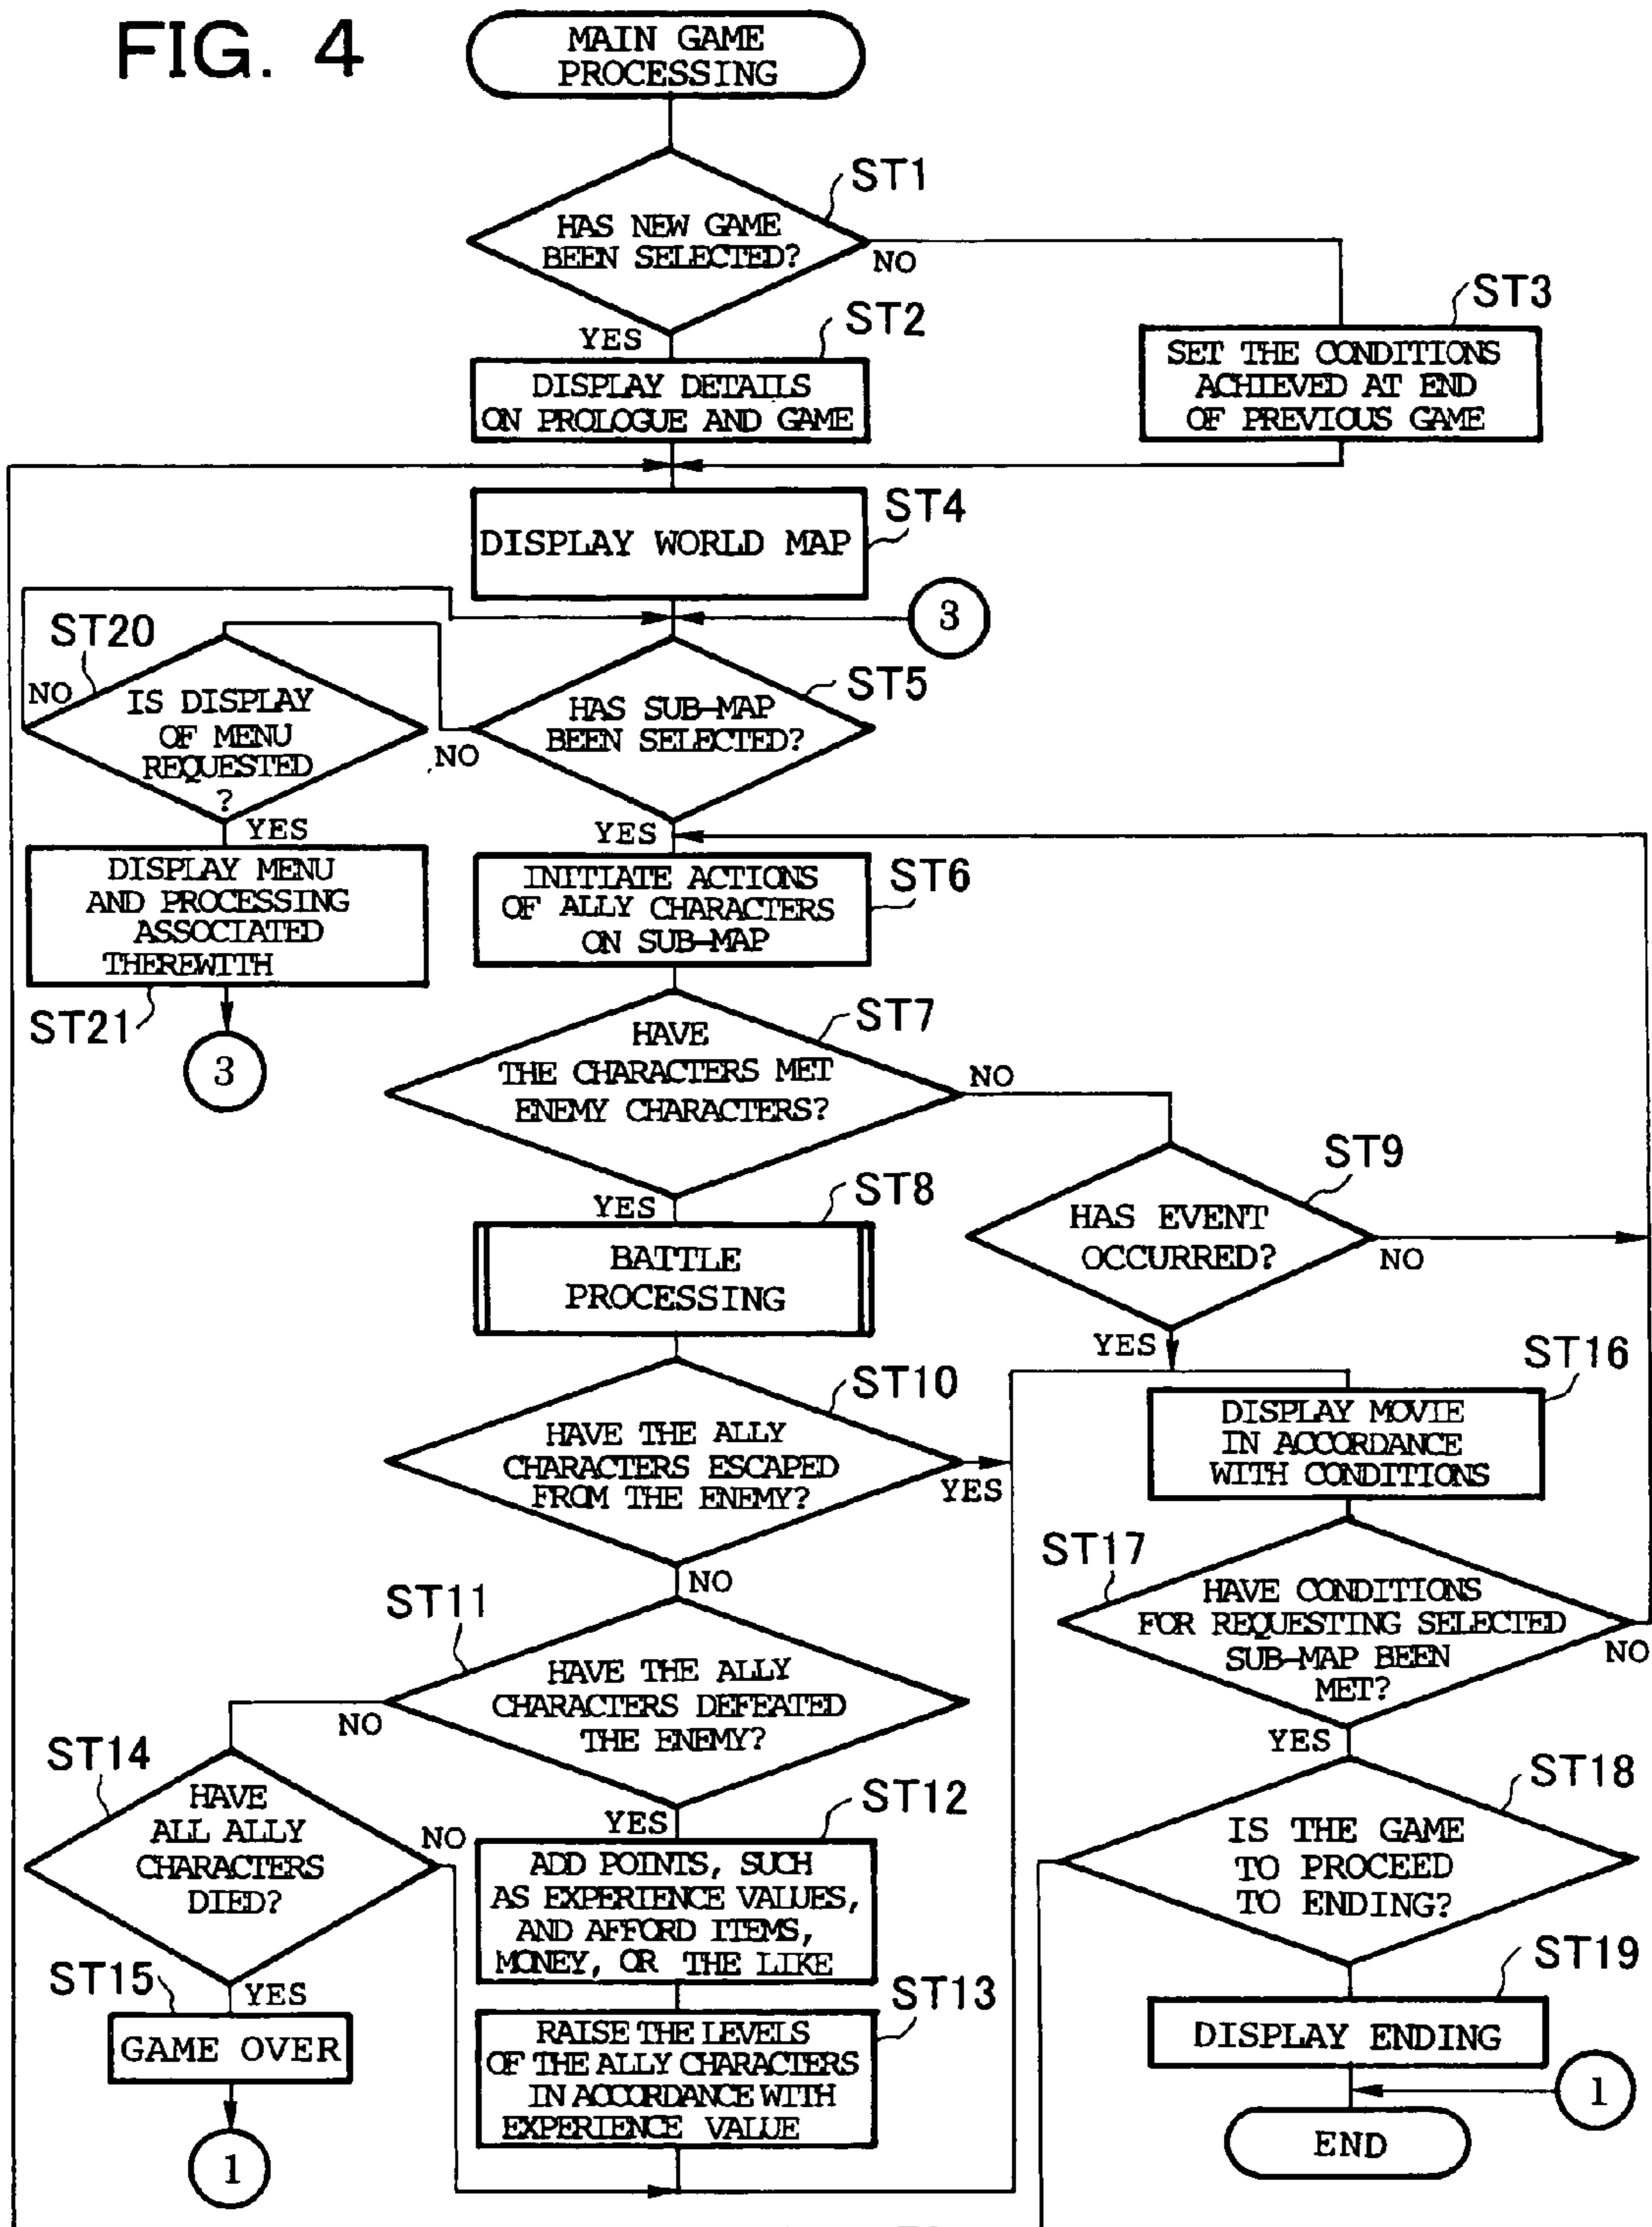 FIG. 4
MAIN GAME
PROCESSING
ST1
HAS NEW GAME
BEEN SELECTED?
NO
YES
ST2
DISPLAY DETAILS
ON PROLOGUE AND GAME
ST3
SET THE CONDITIONS
ACHIEVED AT END
OF PREVIOUS GAME
ST4
DISPLAY WORLD MAP
3
ST20
NO
IS DISPLAY
OF MENU
REQUESTED
?
YES
ST5
HAS SUB-MAP
BEEN SELECTED?
NO
YES
DISPLAY MENU
AND PROCESSING
ASSOCIATED
THEREWITH
ST21
3
ST6
INITIATE ACTIONS
OF ALLY CHARACTERS
ON SUB-MAP
ST7
HAVE
THE CHARACTERS MET
ENEMY CHARACTERS?
NO
YES
ST8
BATTLE
PROCESSING
ST9
HAS EVENT
OCCURRED?
NO
YES
ST10
HAVE THE ALLY
CHARACTERS ESCAPED
FROM THE ENEMY?
YES
NO
ST16
DISPLAY MOVIE
IN ACCORDANCE
WITH CONDITIONS
ST17
HAVE CONDITIONS
FOR REQUESTING SELECTED
SUB-MAP BEEN
MET?
NO
YES
ST11
HAVE THE ALLY
CHARACTERS DEFEATED
THE ENEMY?
NO
YES
ST14
HAVE
ALL ALLY
CHARACTERS
DIED?
NO
YES
ST12
ADD POINTS, SUCH
AS EXPERIENCE VALUES,
AND AFFORD ITEMS,
MONEY, OR THE LIKE
ST18
IS THE GAME
TO PROCEED
TO ENDING?
ST15
GAME OVER
1
ST13
RAISE THE LEVELS
OF THE ALLY CHARACTERS
IN ACCORDANCE WITH
EXPERIENCE VALUE
ST19
DISPLAY ENDING
1
END